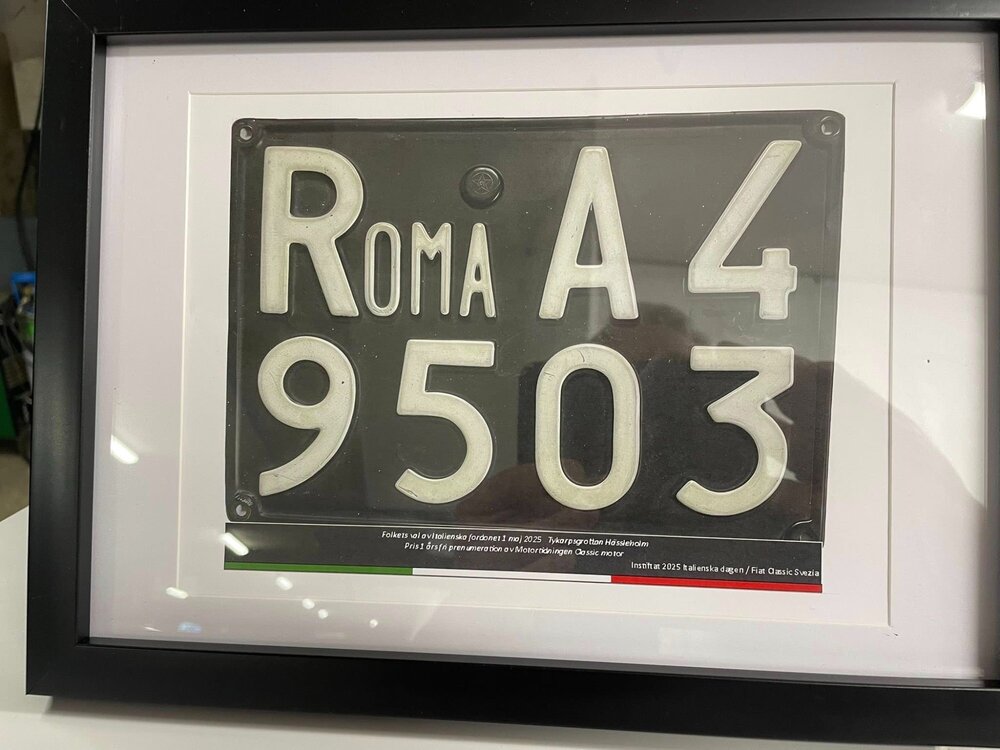 ROMA A4
9503
Folkets val av Italienska fordonet 1 maj 2025 Tykarpsgrottan Hässleholm
Pris 1 års fri prenumeration av Motortidningen Classic motor
Instiftat 2025 Italienska dagen / Fiat Classic Svezia